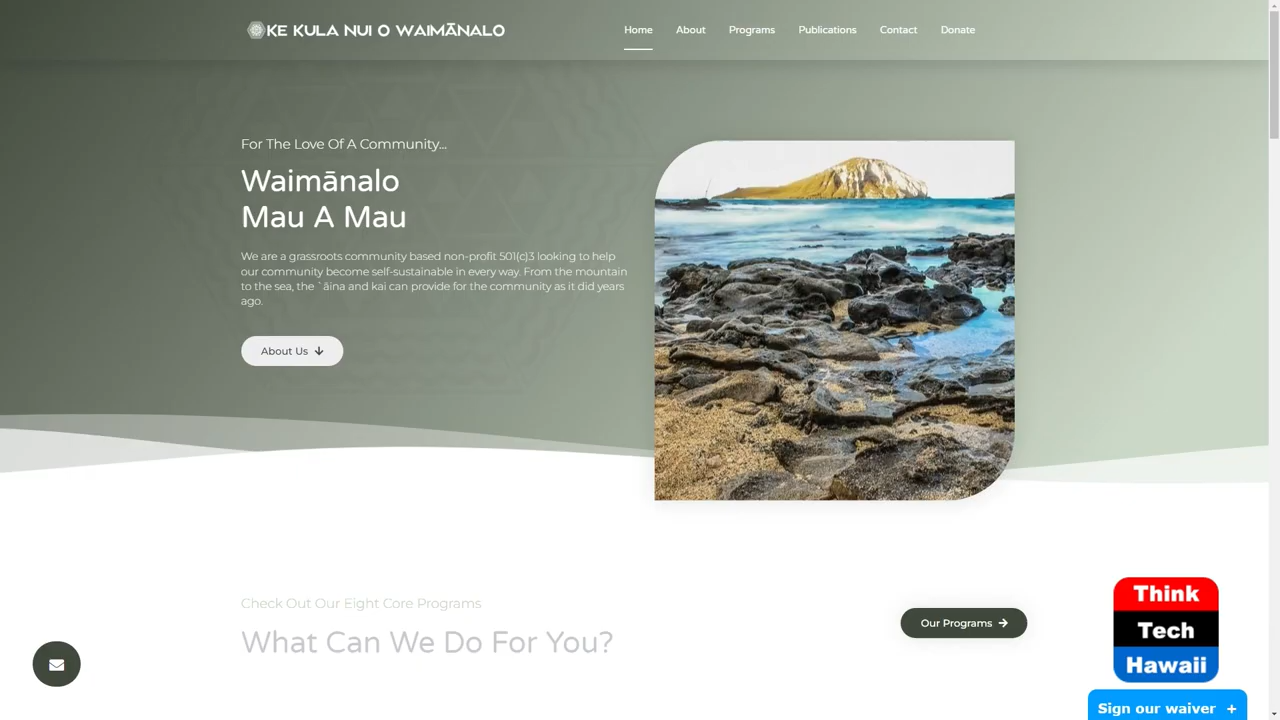 KE KULA NUI O WAIMĀNALO
Home About Programs Publications Contact Donate
For The Love Of A Community...
Waimānalo
Mau A Mau
We are a grassroots community based non-profit 501(c)3 looking to help
our community become self-sustainable in every way. From the mountain
to the sea, the `āina and kai can provide for the community as it did years
ago.
About Us
Check Out Our Eight Core Programs
What Can We Do For You?
Our Programs
Think
Tech
Hawaii
Sign our waiver +